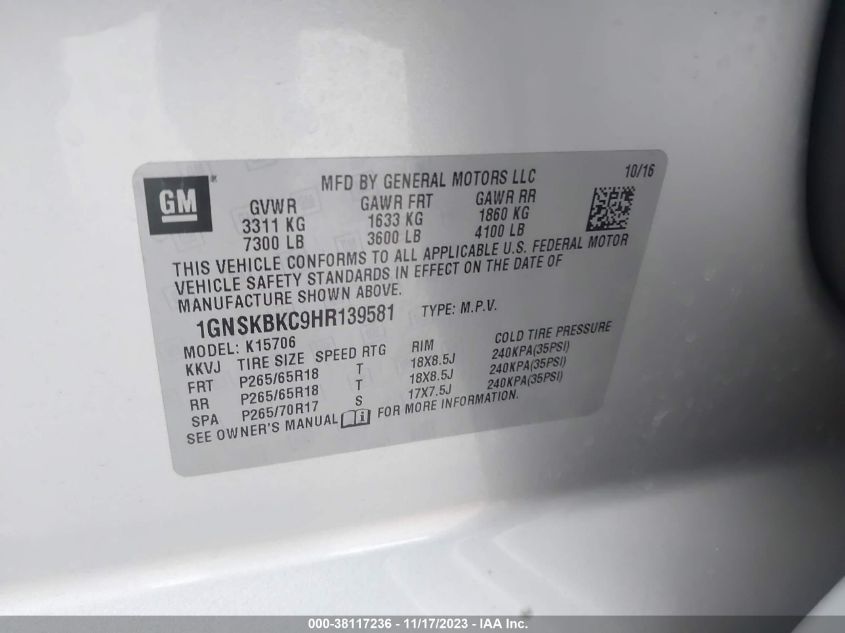 GM®
MFD BY GENERAL MOTORS LLC
10/16
GVWR GAWR FRT GAWR RR
3311 KG 1633 KG 1860 KG
7300 LB 3600 LB 4100 LB
THIS VEHICLE CONFORMS TO ALL APPLICABLE U.S. FEDERAL MOTOR
VEHICLE SAFETY STANDARDS IN EFFECT ON THE DATE OF
MANUFACTURE SHOWN ABOVE.
1GNSKBKC9HR139581 TYPE: M.P.V.
MODEL: K15706
KKVJ TIRE SIZE SPEED RTG RIM COLD TIRE PRESSURE
FRT P265/65R18 T 18X8.5J 240KPA(35PSI)
RR P265/65R18 T 18X8.5J 240KPA(35PSI)
SPA P265/70R17 S 17X7.5J 240KPA(35PSI)
SEE OWNER'S MANUAL FOR MORE INFORMATION.
000-38117236 - 11/17/2023 - IAA Inc.